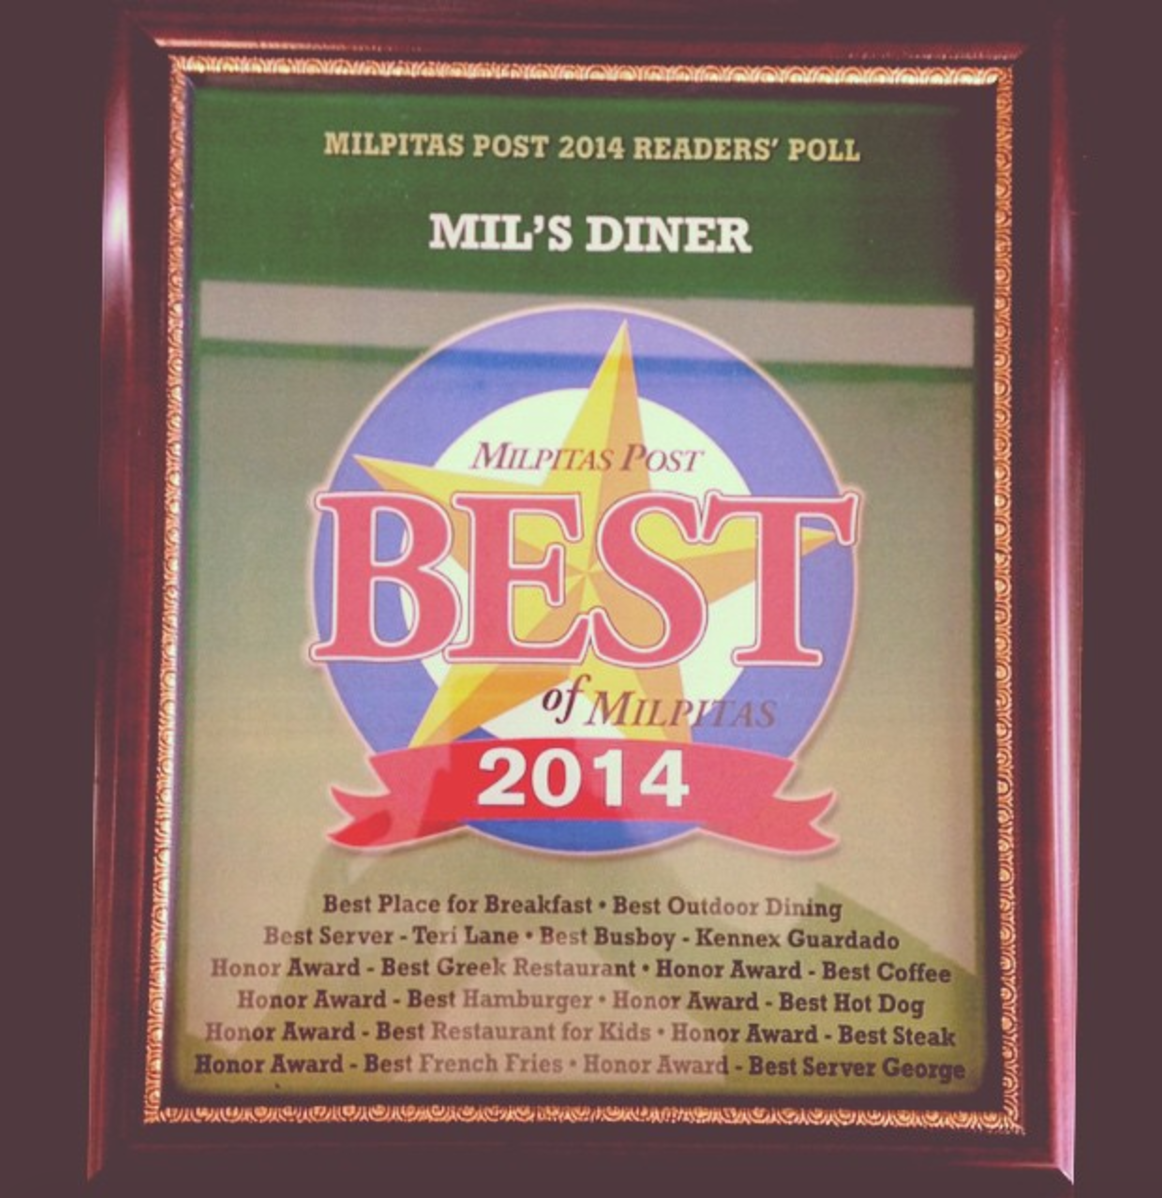 MILPITAS POST 2014 READERS' POLL
MIL'S DINER
MILPITAS POST
BEST
of MILPITAS
2014
Best Place for Breakfast • Best Outdoor Dining
Best Server - Teri Lane • Best Busboy - Kennex Guardado
Honor Award - Best Greek Restaurant • Honor Award - Best Coffee
Honor Award - Best Hamburger • Honor Award - Best Hot Dog
Honor Award - Best Restaurant for Kids • Honor Award - Best Steak
Honor Award - Best French Fries • Honor Award - Best Server George